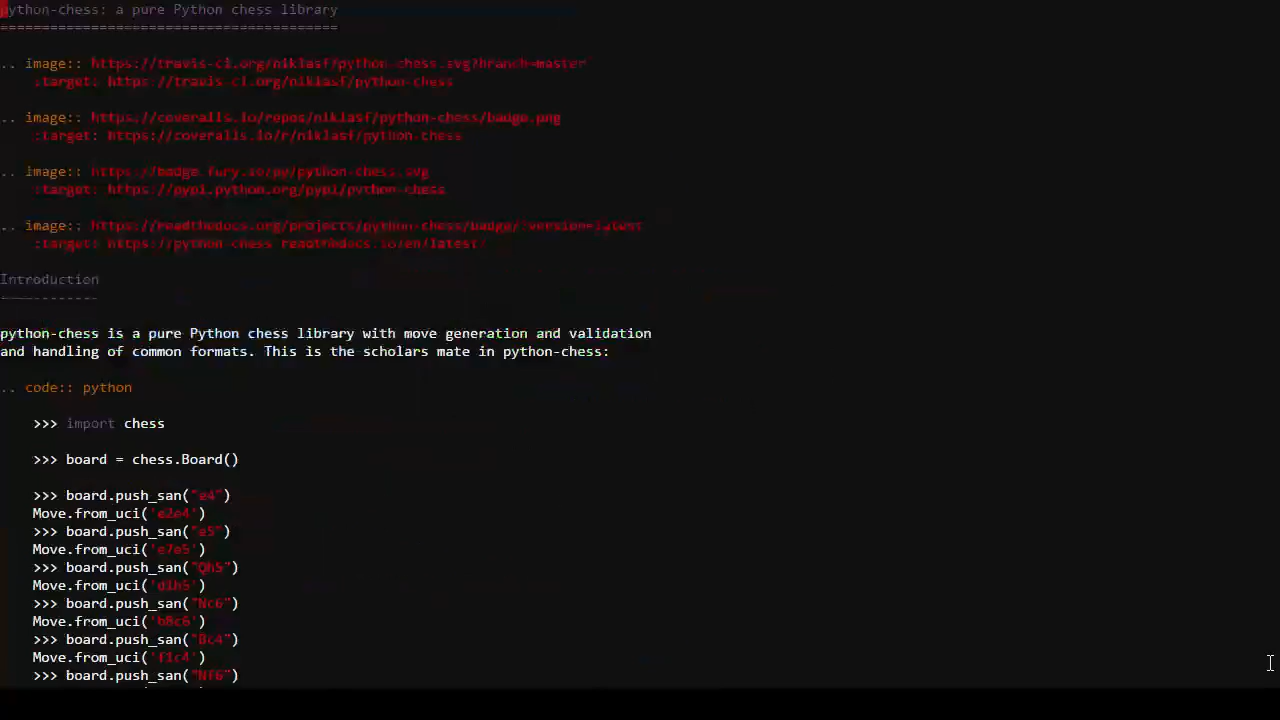 python-chess: a pure Python chess library
=========================================
.. image:: https://travis-ci.org/niklasf/python-chess.svg?branch=master
:target: https://travis-ci.org/niklasf/python-chess
.. image:: https://coveralls.io/repos/niklasf/python-chess/badge.png
:target: https://coveralls.io/r/niklasf/python-chess
.. image:: https://badge.fury.io/py/python-chess.svg
:target: https://pypi.python.org/pypi/python-chess
.. image:: https://readthedocs.org/projects/python-chess/badge/?version=latest
:target: https://python-chess.readthedocs.io/en/latest/
Introduction
------------
python-chess is a pure Python chess library with move generation and validation
and handling of common formats. This is the scholars mate in python-chess:
.. code:: python
>>> import chess
>>> board = chess.Board()
>>> board.push_san("e4")
Move.from_uci('e2e4')
>>> board.push_san("e5")
Move.from_uci('e7e5')
>>> board.push_san("Qh5")
Move.from_uci('d1h5')
>>> board.push_san("Nc6")
Move.from_uci('b8c6')
>>> board.push_san("Bc4")
Move.from_uci('f1c4')
>>> board.push_san("Nf6")